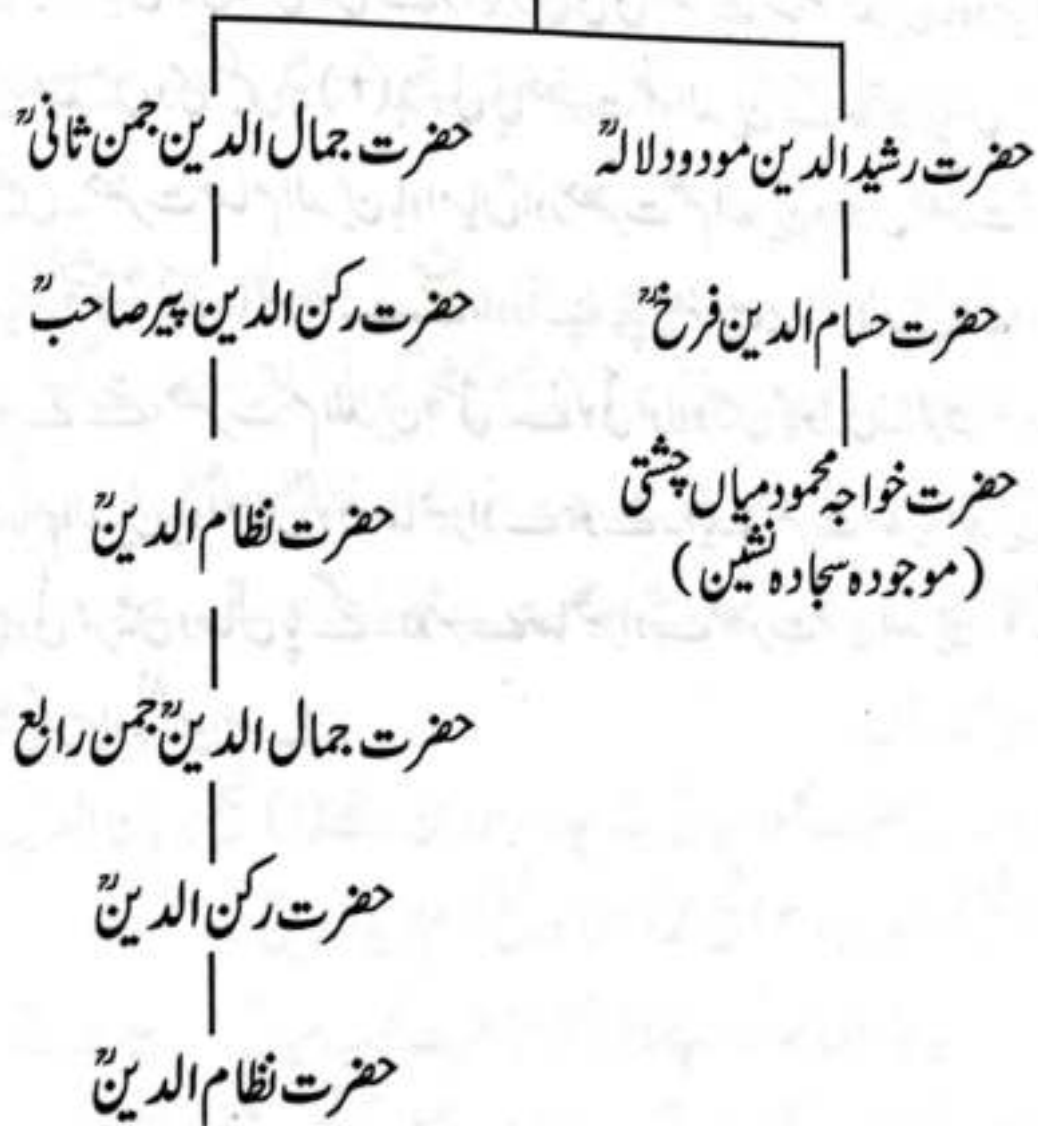 حضرت رشید الدین مودود لالہؒ
حضرت جمال الدین جمن ثانیؒ
حضرت حسام الدین فرخؒ
حضرت رکن الدین پیر صاحبؒ
حضرت خواجہ محمود میاں چشتی
(موجودہ سجادہ نشین)
حضرت نظام الدینؒ
حضرت جمال الدینؒ جمن رابع
حضرت رکن الدینؒ
حضرت نظام الدینؒ